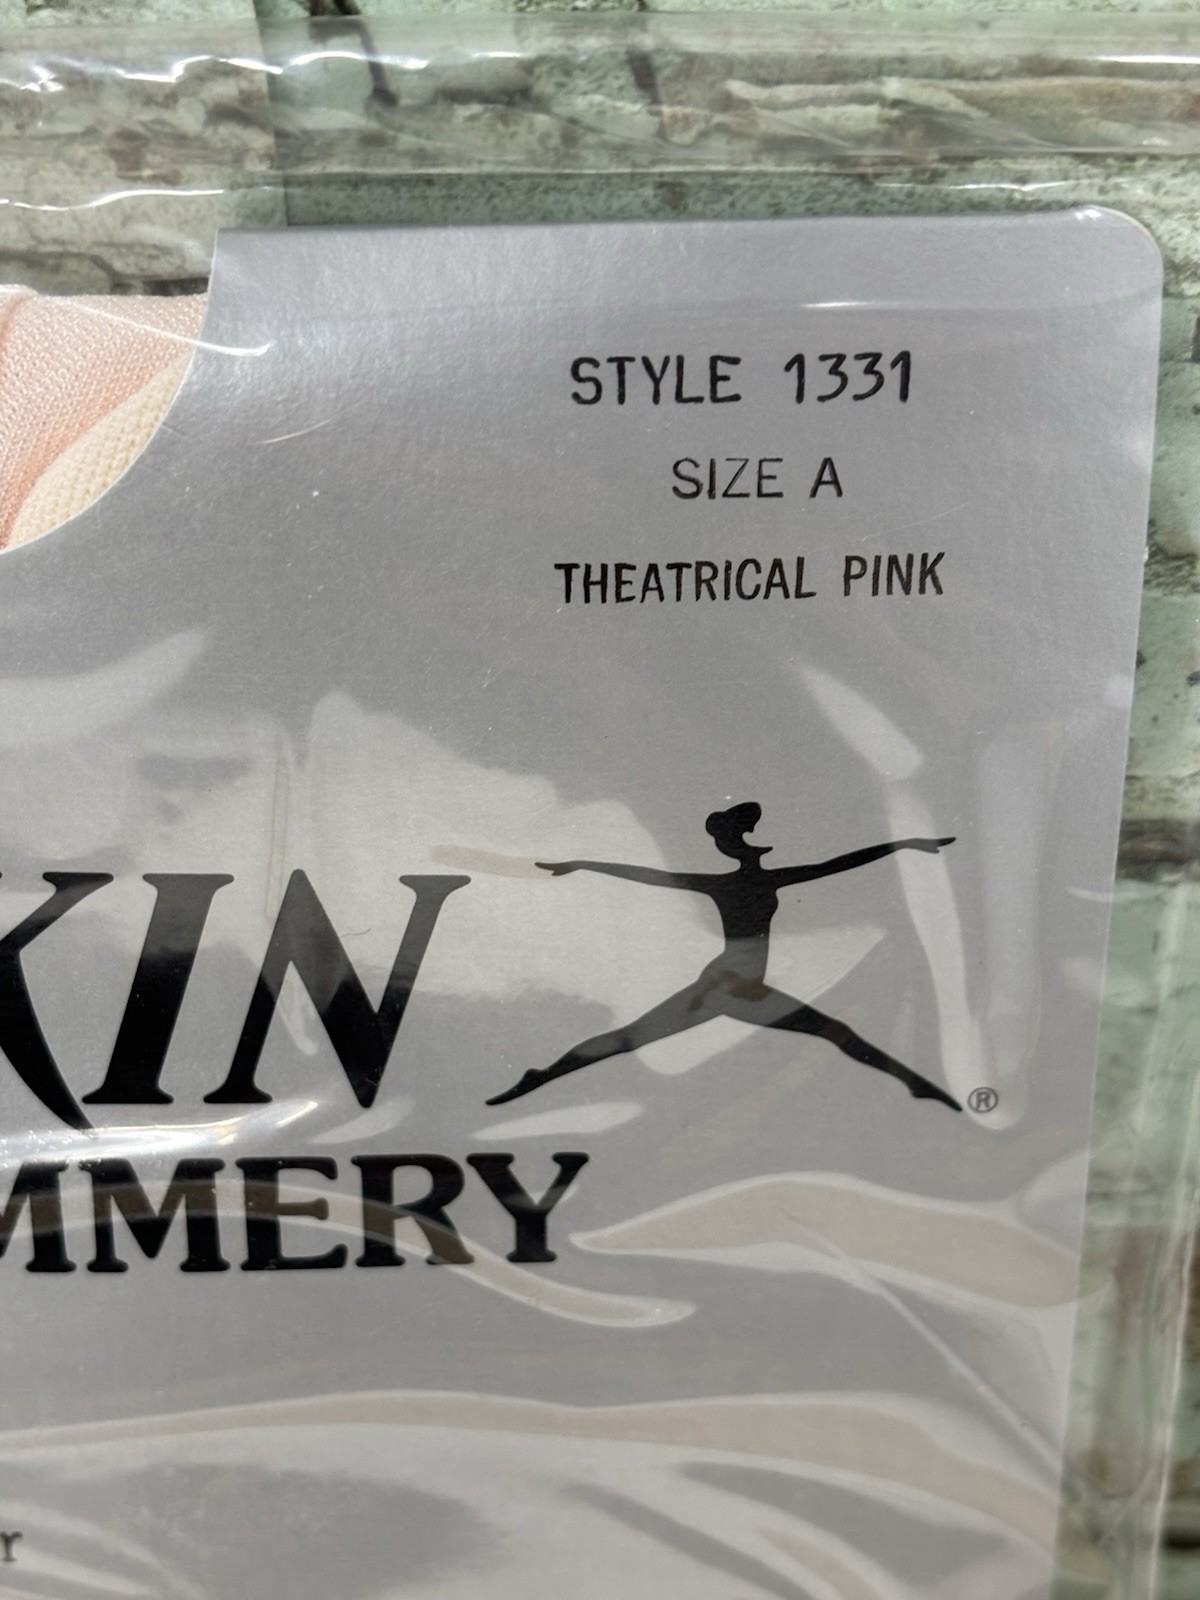 STYLE 1331
SIZE A
THEATRICAL PINK
KIN
®
MMERY
r